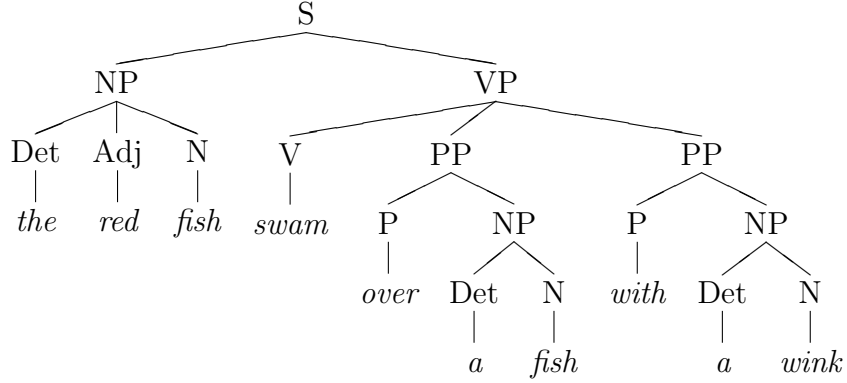 S
NP VP
Det Adj N V PP PP
the red fish swam P NP P NP
over Det N with Det N
a fish a wink